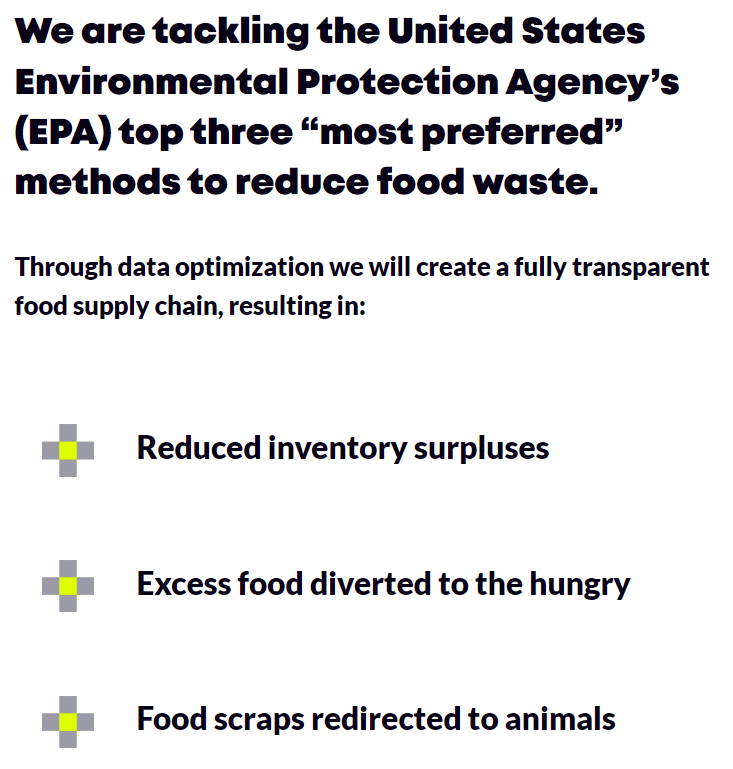 We are tackling the United States
Environmental Protection Agency’s
(EPA) top three “most preferred”
methods to reduce food waste.
Through data optimization we will create a fully transparent
food supply chain, resulting in:
Reduced inventory surpluses
Excess food diverted to the hungry
Food scraps redirected to animals